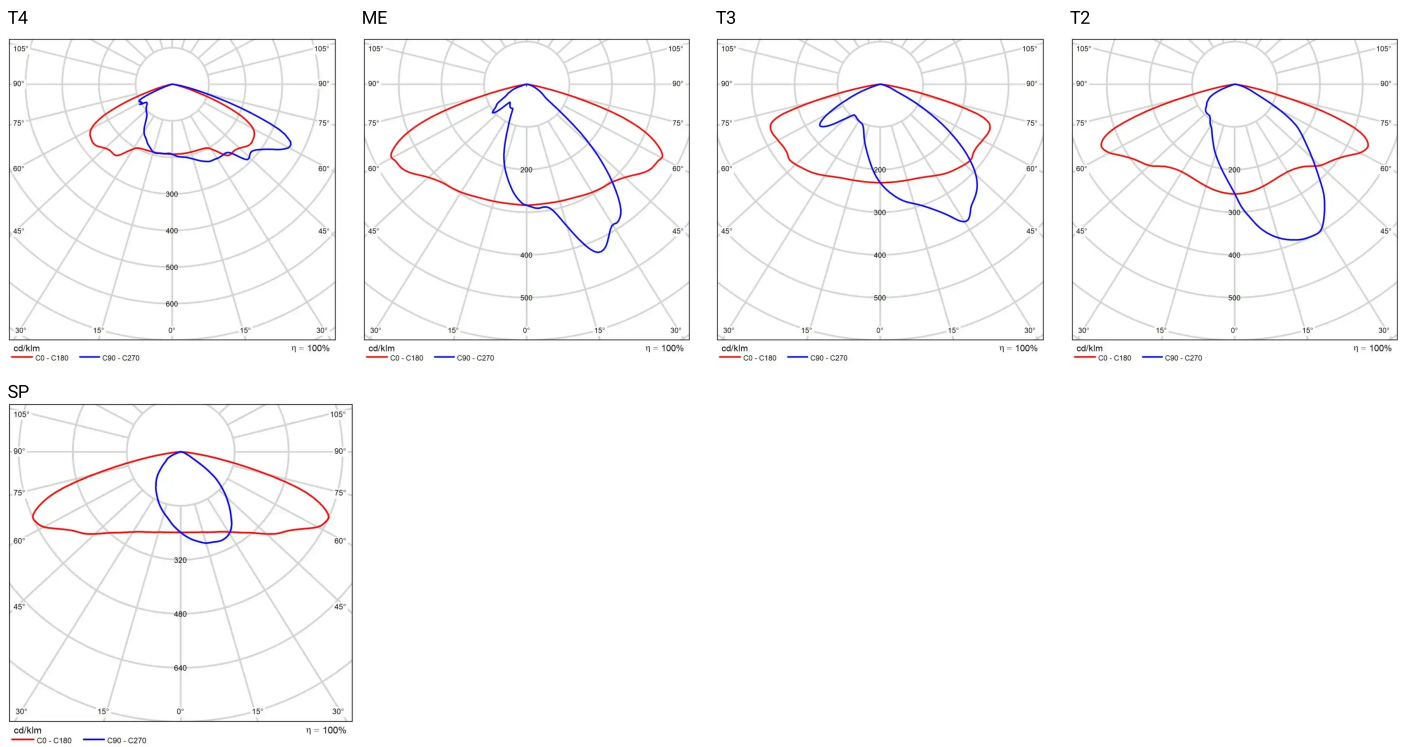 T4 ME T3 T2
105° 105° 105° 105° 105° 105° 105° 105°
90° 90° 90° 90° 90° 90° 90° 90°
75° 75° 75° 75° 75° 75° 75° 75°
60° 60° 200 60° 60° 200 60° 60° 200 60°
300
300 300
45° 400 45° 45° 45° 45° 45° 45° 45°
400 400 400
500
500 500 500
600
30° 15° 0° 15° 30° 30° 15° 0° 15° 30° 30° 15° 0° 15° 30° 30° 15° 0° 15° 30°
cd/klm η = 100% cd/klm η = 100% cd/klm η = 100% cd/klm η = 100%
C0 - C180 C90 - C270 C0 - C180 C90 - C270 C0 - C180 C90 - C270 C0 - C180 C90 - C270
SP
105° 105°
90° 90°
75° 75°
60° 60°
320
45° 45°
480
640
30° 15° 0° 15° 30°
cd/klm η = 100%
C0 - C180 C90 - C270